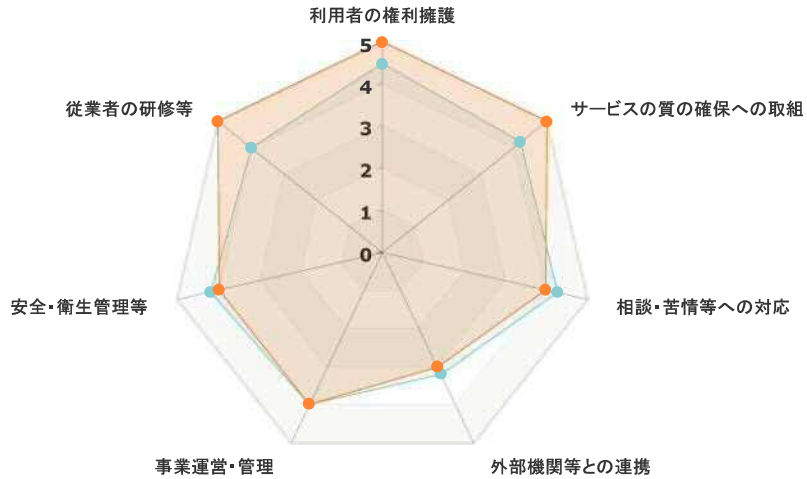 利用者の権利擁護
5
従業者の研修等
サービスの質の確保への取組
4
3
2
1
0
安全・衛生管理等
相談・苦情等への対応
事業運営・管理
外部機関等との連携